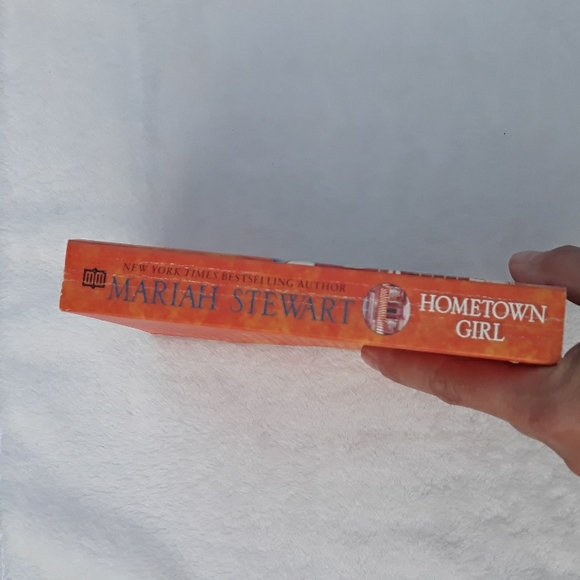 NEW YORK TIMES BESTSELLING AUTHOR
MARIAH STEWART
HOMETOWN
GIRL